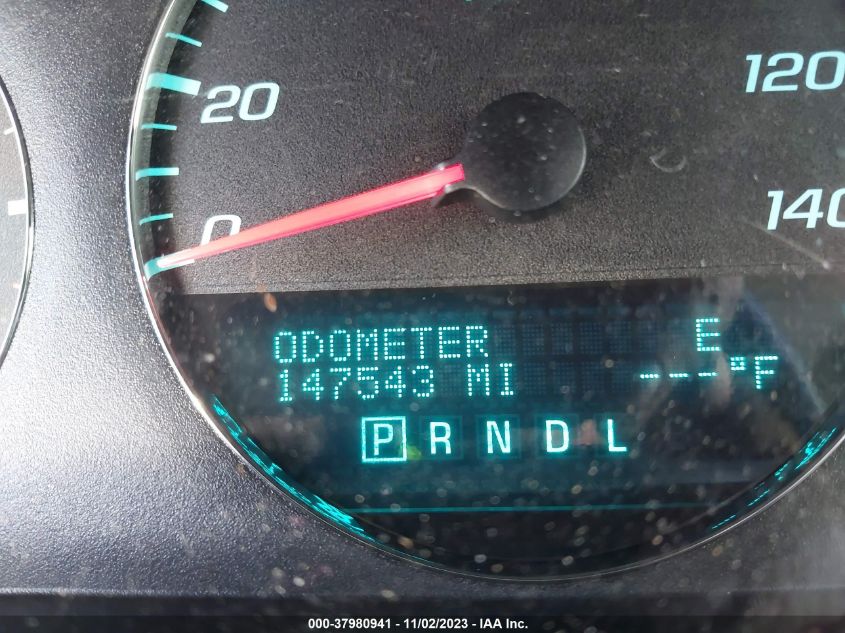 120
20
140
0
ODOMETER E
147543 MI ---°F
P R N D L
000-37980941 - 11/02/2023 - IAA Inc.